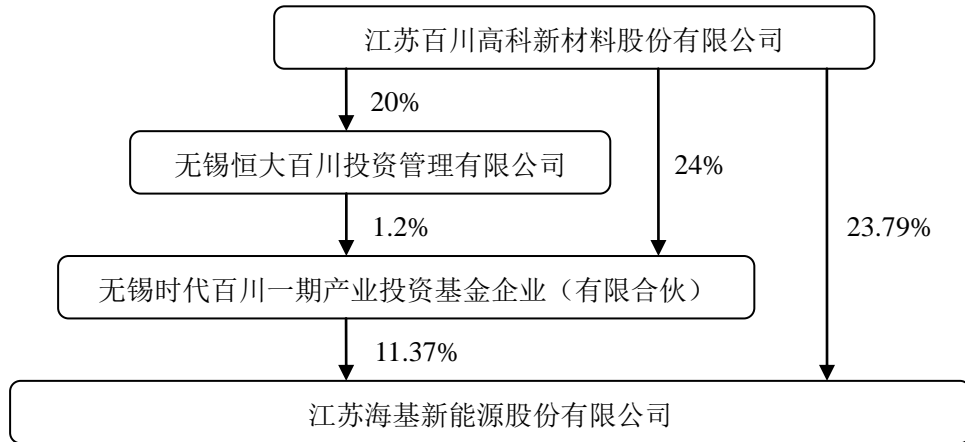 江苏百川高科新材料股份有限公司
20%
无锡恒大百川投资管理有限公司
24%
1.2%
23.79%
无锡时代百川一期产业投资基金企业（有限合伙）
11.37%
江苏海基新能源股份有限公司